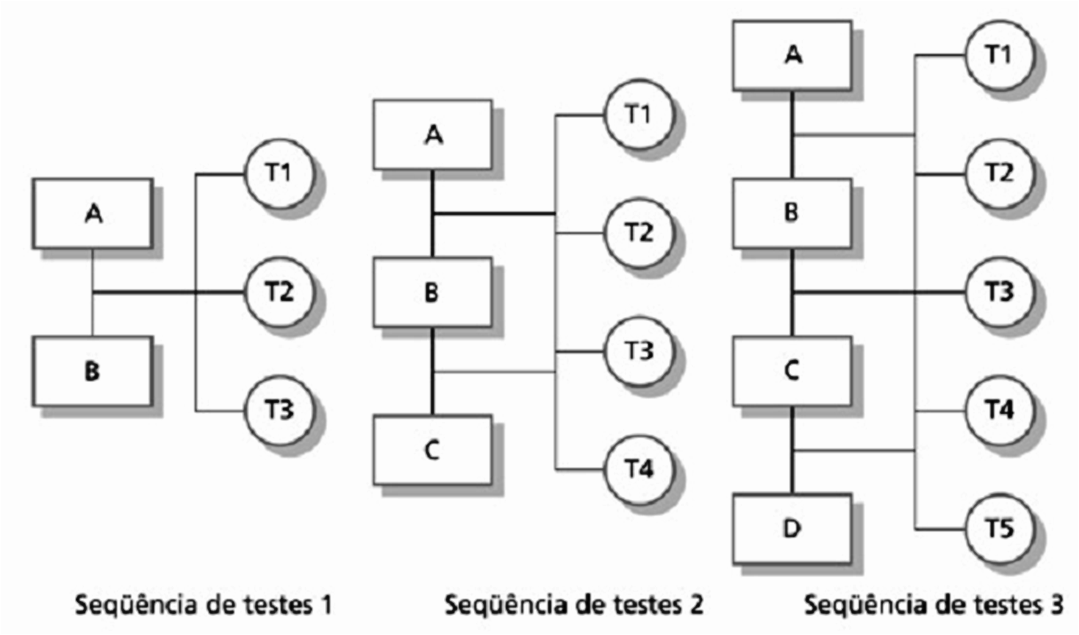 A
B
T1
T2
T3
Seqüência de testes 1
A
B
C
T1
T2
T3
T4
Seqüência de testes 2
A
B
C
D
T1
T2
T3
T4
T5
Seqüência de testes 3